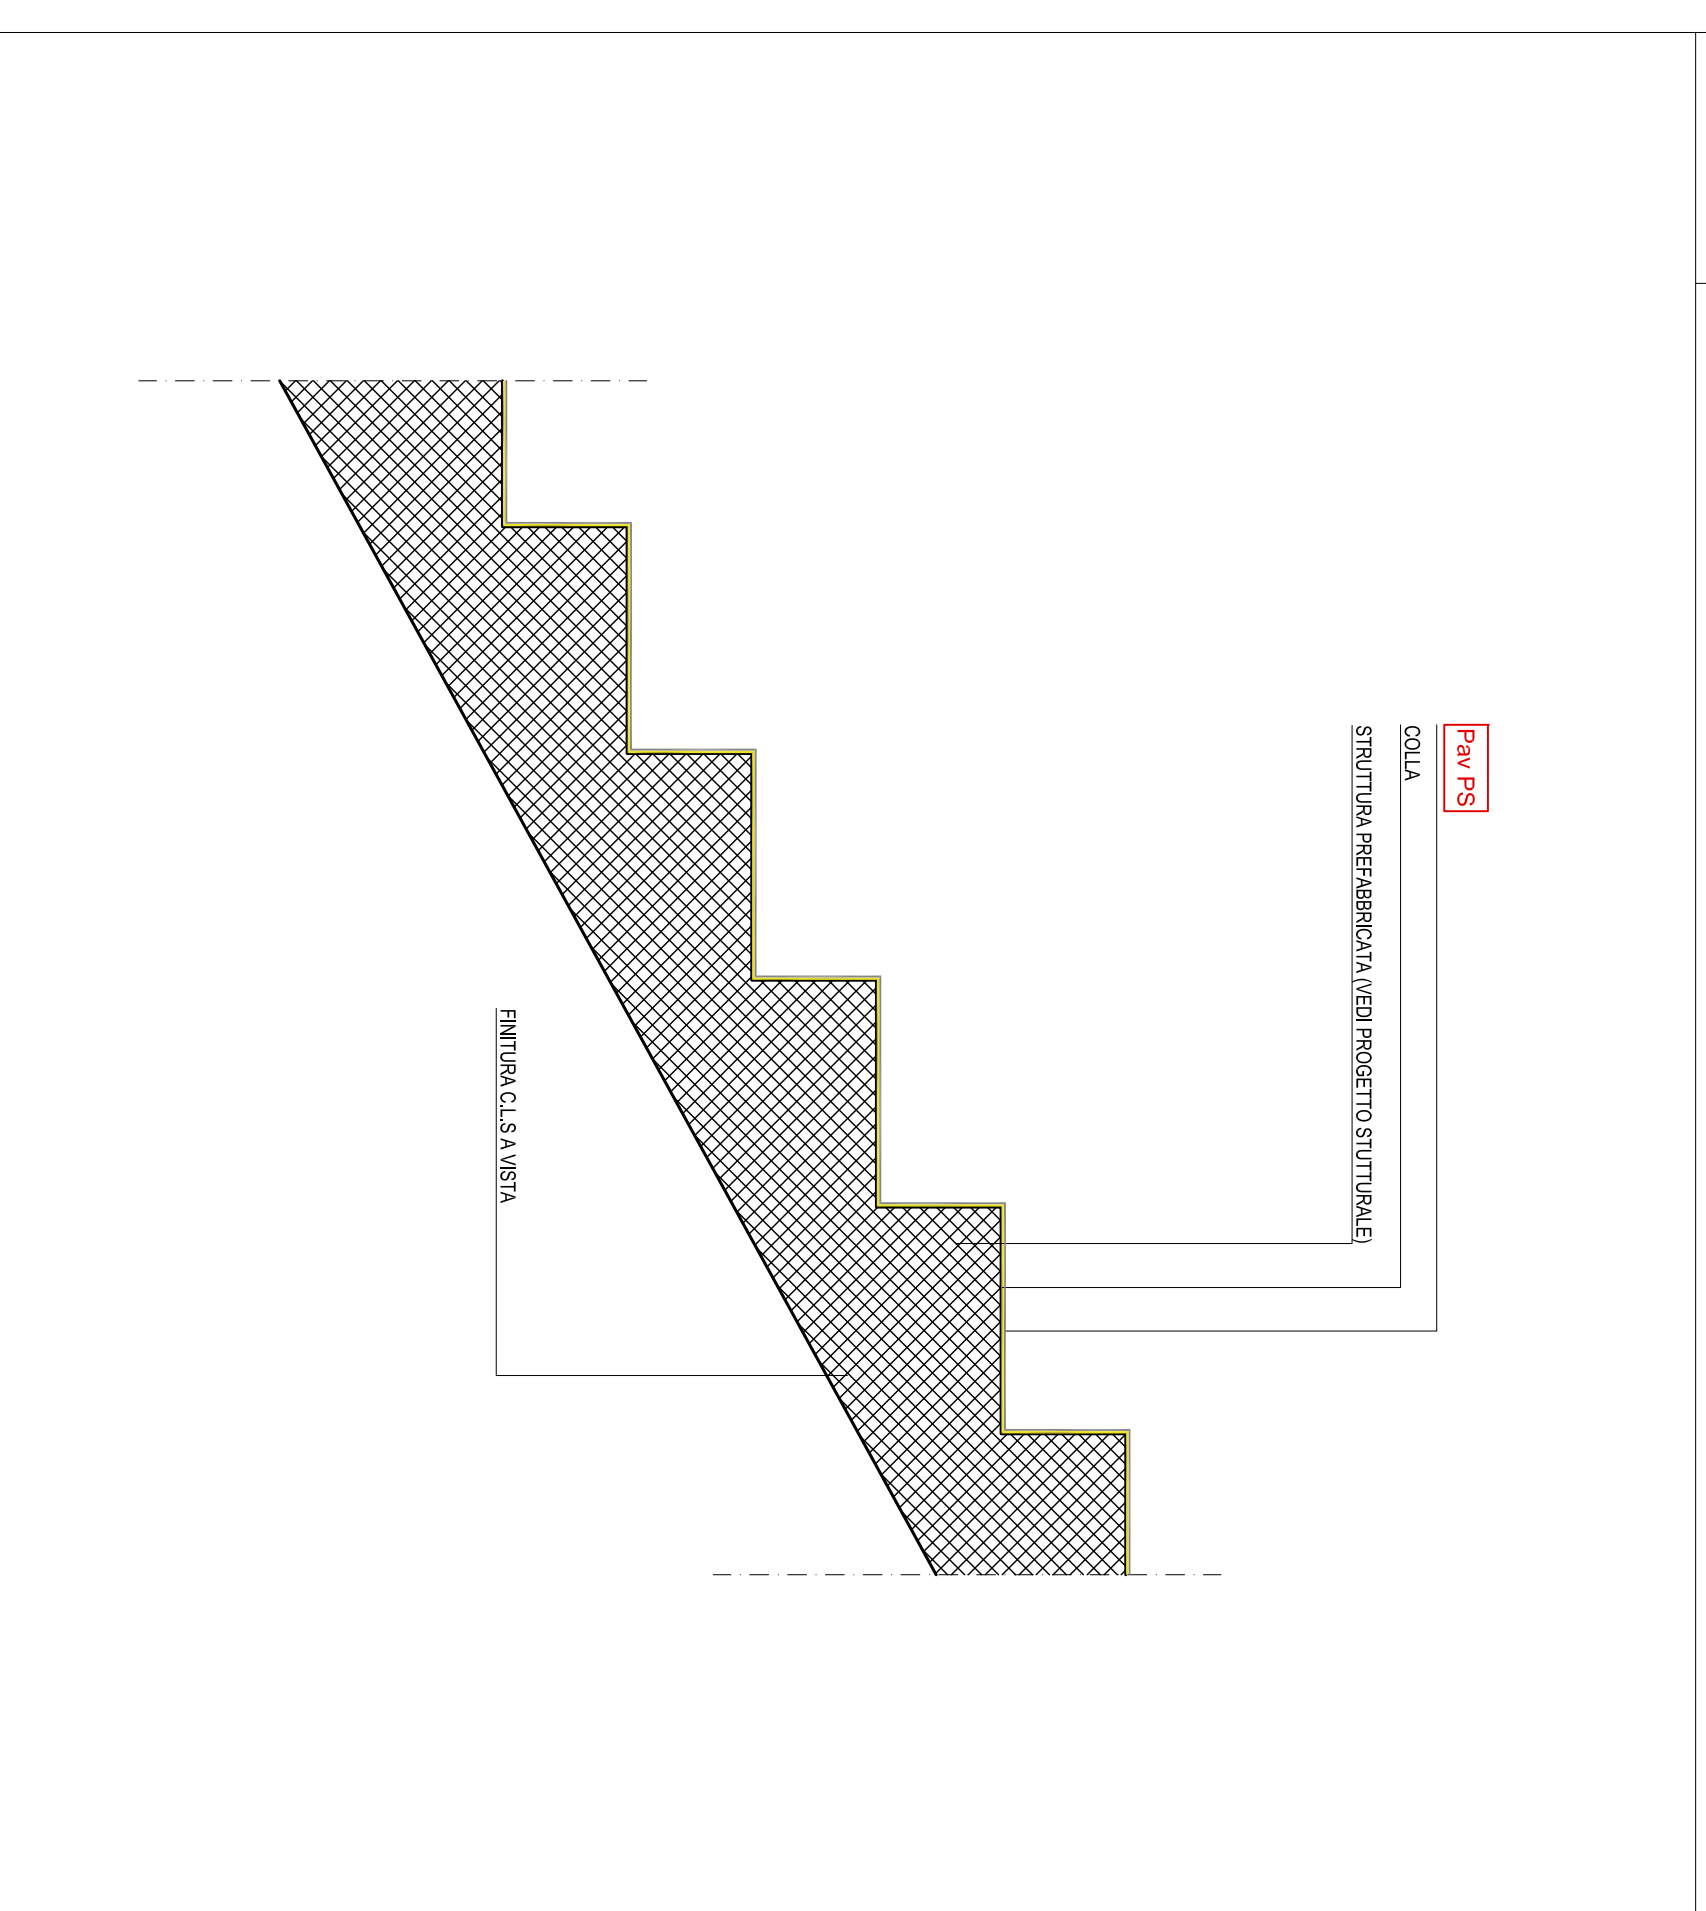 Pav PS
COLLA
STRUTTURA PREFABBRICATA (VEDI PROGETTO STUTTURALE)
FINITURA C.L.S A VISTA